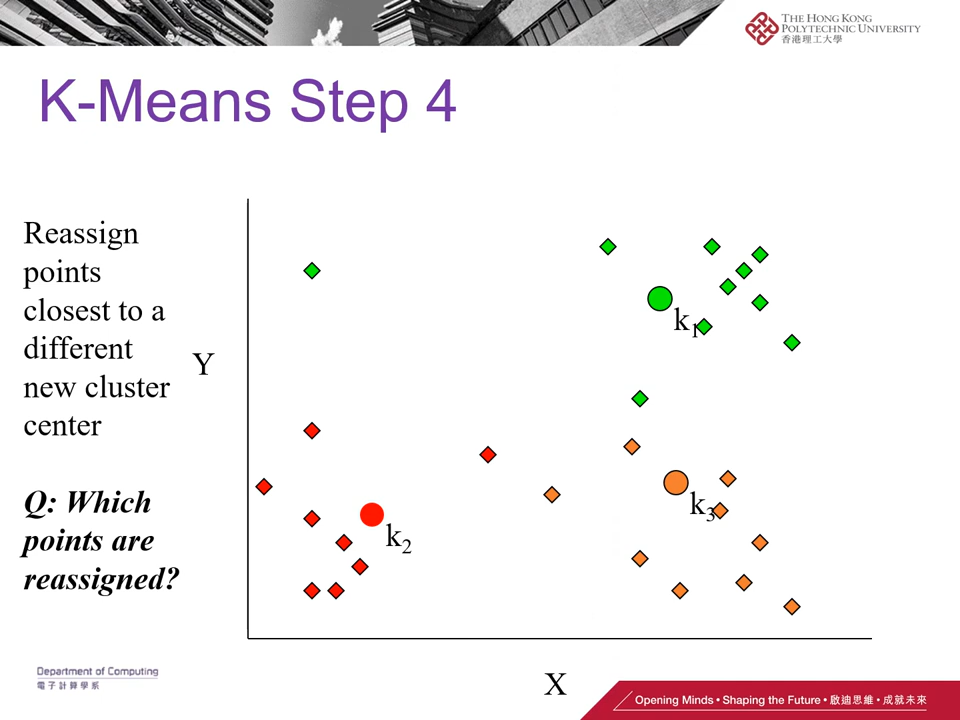 THE HONG KONG
POLYTECHNIC UNIVERSITY
香港理工大學
K-Means Step 4
Reassign
points
closest to a
different
new cluster
center
Q: Which
points are
reassigned?
Y
k1
k2
k3
X
Department of Computing
電子計算學系
Opening Minds • Shaping the Future • 啟迪思維 • 成就未來